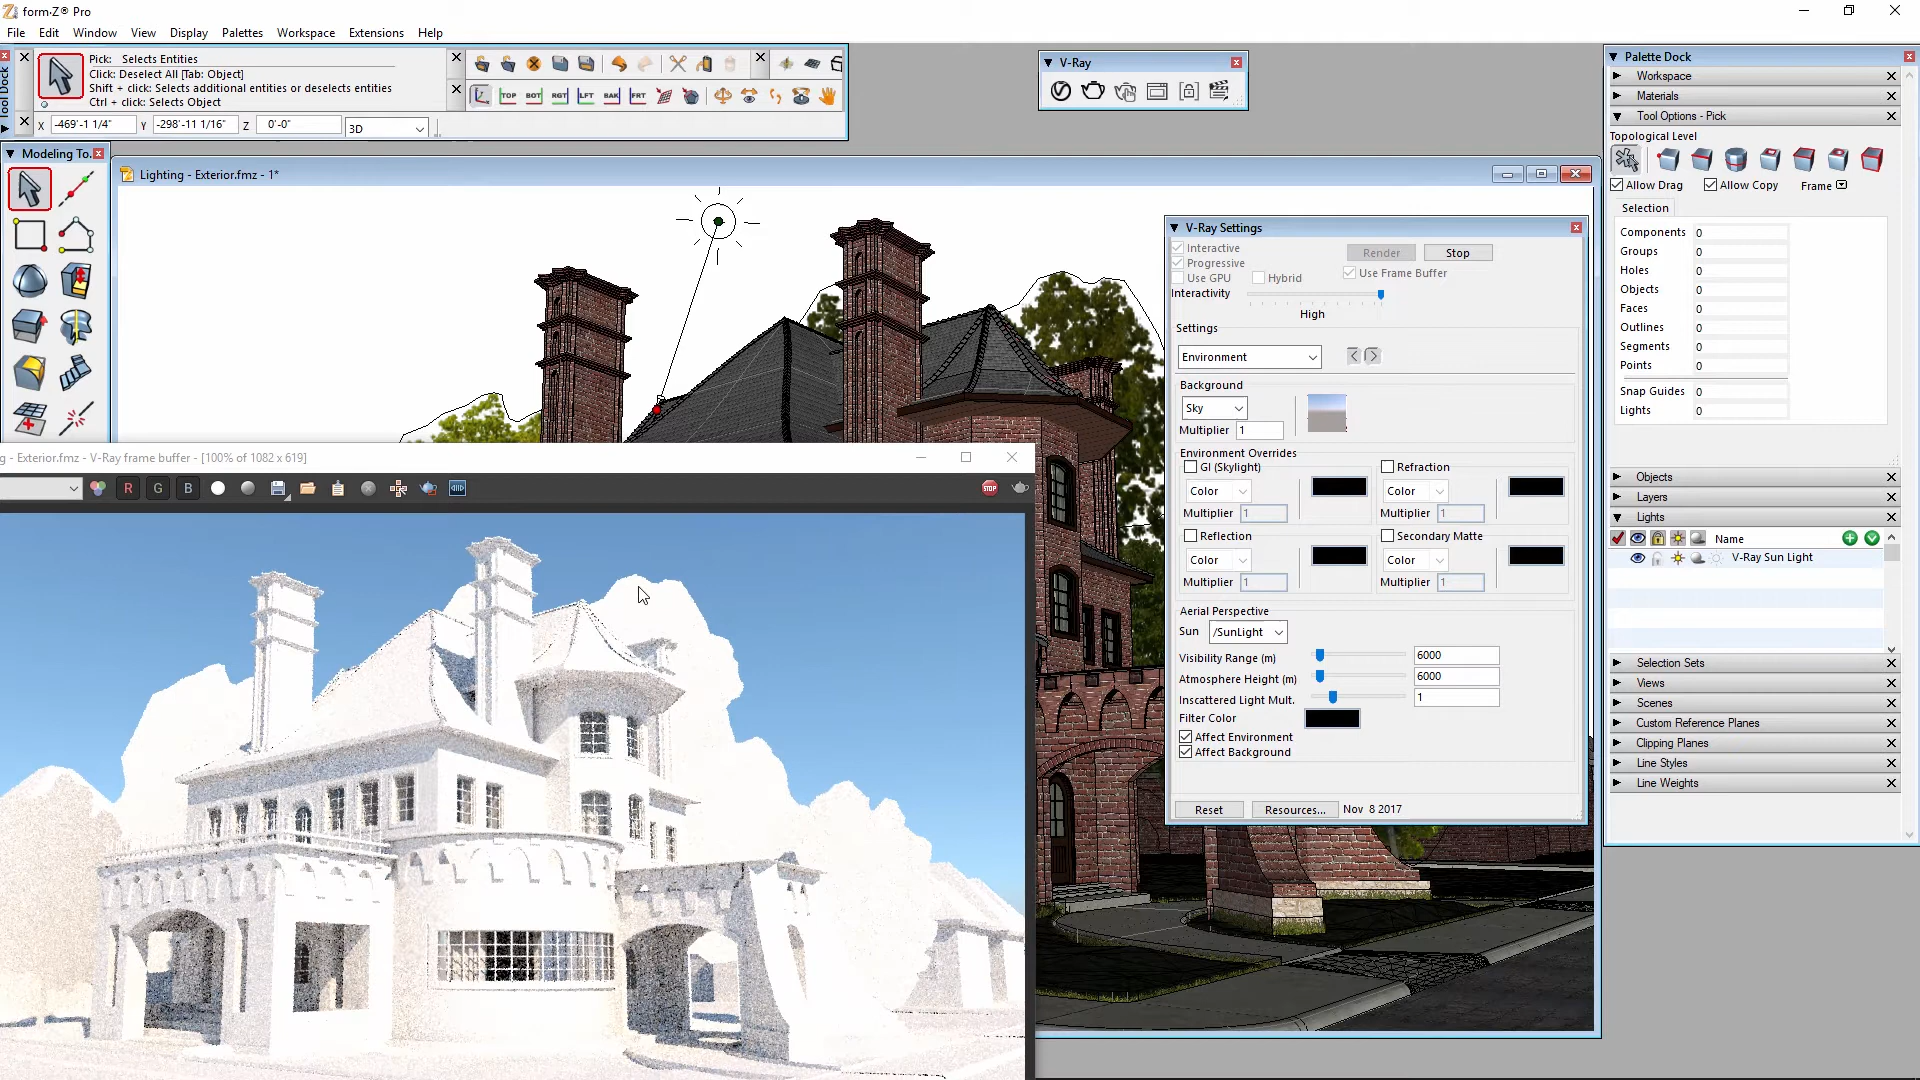 form·Z® Pro
File Edit Window View Display Palettes Workspace Extensions Help
Tool Dock
Pick: Selects Entities
Click: Deselect All [Tab: Object]
Shift + click: Selects additional entities or deselects entities
Ctrl + click: Selects Object
TOP BOT RGT LFT BAK FRT
X -469'-1 1/4" Y -298'-11 1/16" Z 0'-0" 3D
Modeling To.
Lighting - Exterior.fmz - 1*
V-Ray
V-Ray Settings
Interactive
Progressive
Use GPU Hybrid
Render Stop
Use Frame Buffer
Interactivity
High
Settings
Environment
Background
Sky
Multiplier 1
Environment Overrides
GI (Skylight) Refraction
Color Color
Multiplier 1 Multiplier 1
Reflection Secondary Matte
Color Color
Multiplier 1 Multiplier 1
Aerial Perspective
Sun /SunLight
Visibility Range (m) 6000
Atmosphere Height (m) 6000
Inscattered Light Mult. 1
Filter Color
Affect Environment
Affect Background
Reset Resources... Nov 8 2017
g - Exterior.fmz - V-Ray frame buffer - [100% of 1082 x 619]
R G B
STOP
Palette Dock
Workspace
Materials
Tool Options - Pick
Topological Level
Allow Drag Allow Copy Frame
Selection
Components 0
Groups 0
Holes 0
Objects 0
Faces 0
Outlines 0
Segments 0
Points 0
Snap Guides 0
Lights 0
Objects
Layers
Lights
Name
V-Ray Sun Light
Selection Sets
Views
Scenes
Custom Reference Planes
Clipping Planes
Line Styles
Line Weights